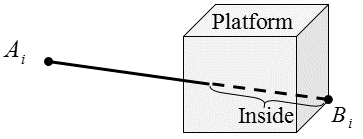 Platform
A_i
Inside
B_i